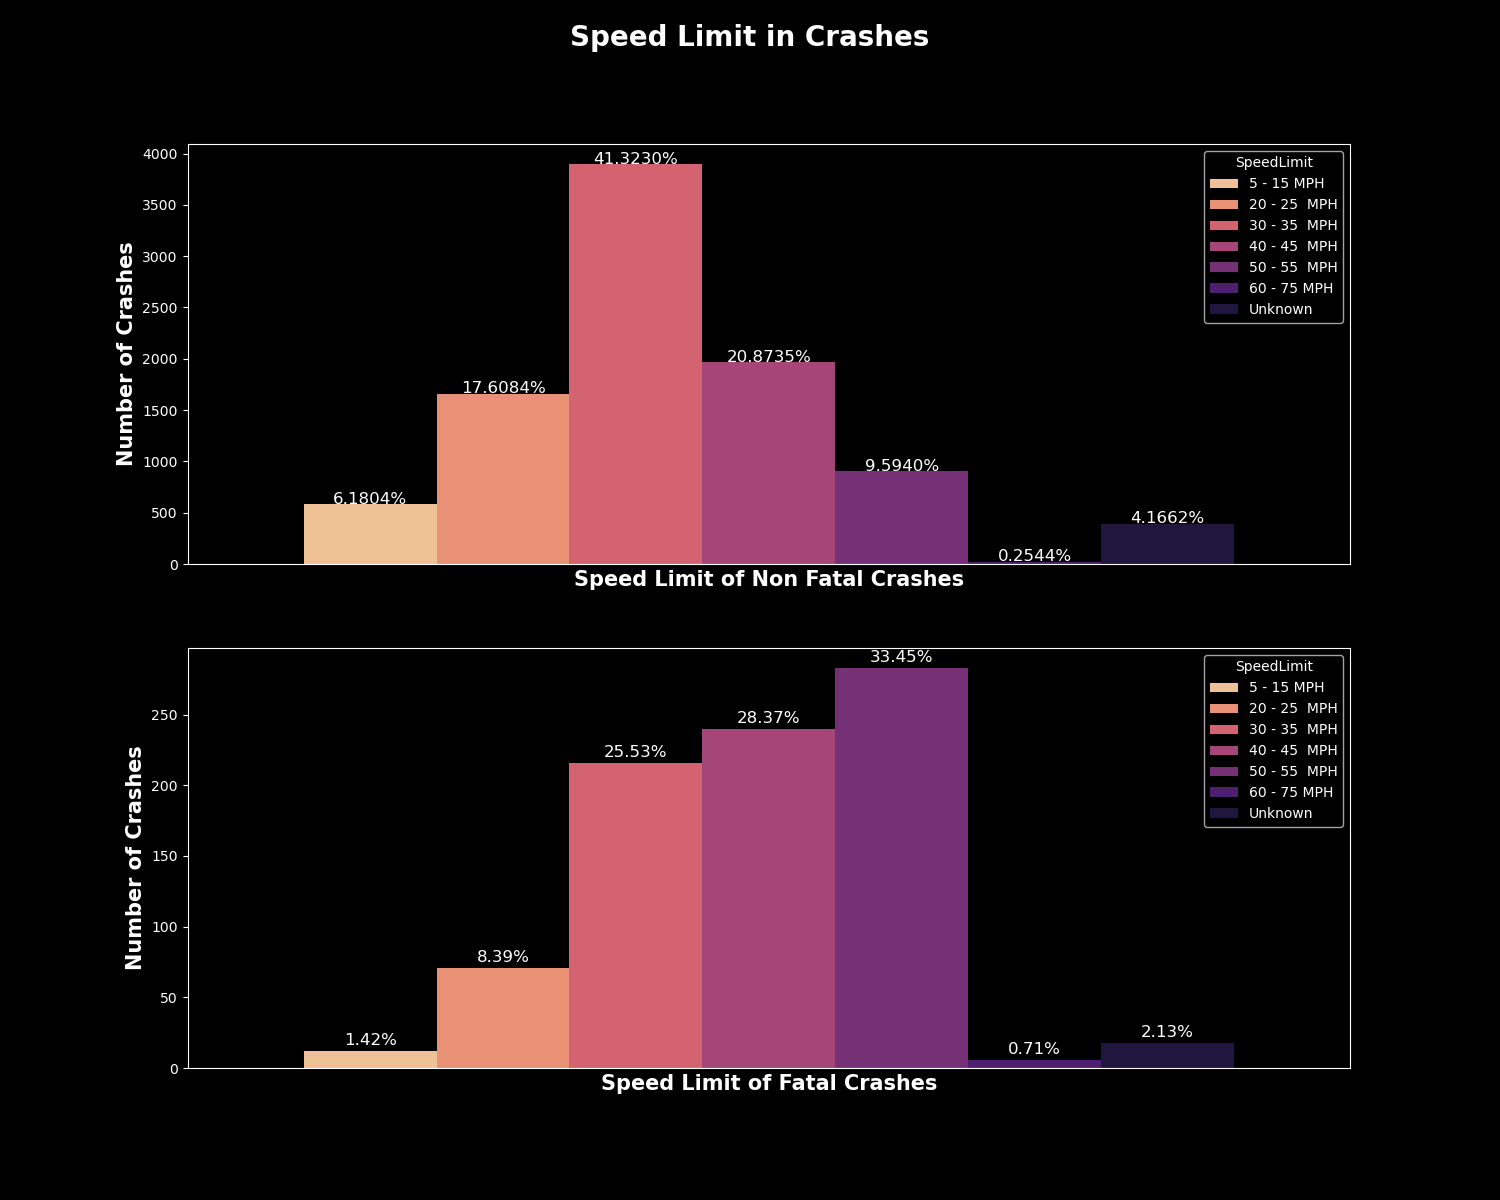 Speed Limit in Crashes
Number of Crashes
4000
3500
3000
2500
2000
1500
1000
500
0
6.1804%
17.6084%
41.3230%
20.8735%
9.5940%
0.2544%
4.1662%
SpeedLimit
5 - 15 MPH
20 - 25  MPH
30 - 35  MPH
40 - 45  MPH
50 - 55  MPH
60 - 75 MPH
Unknown
Speed Limit of Non Fatal Crashes
Number of Crashes
250
200
150
100
50
0
1.42%
8.39%
25.53%
28.37%
33.45%
0.71%
2.13%
SpeedLimit
5 - 15 MPH
20 - 25  MPH
30 - 35  MPH
40 - 45  MPH
50 - 55  MPH
60 - 75 MPH
Unknown
Speed Limit of Fatal Crashes